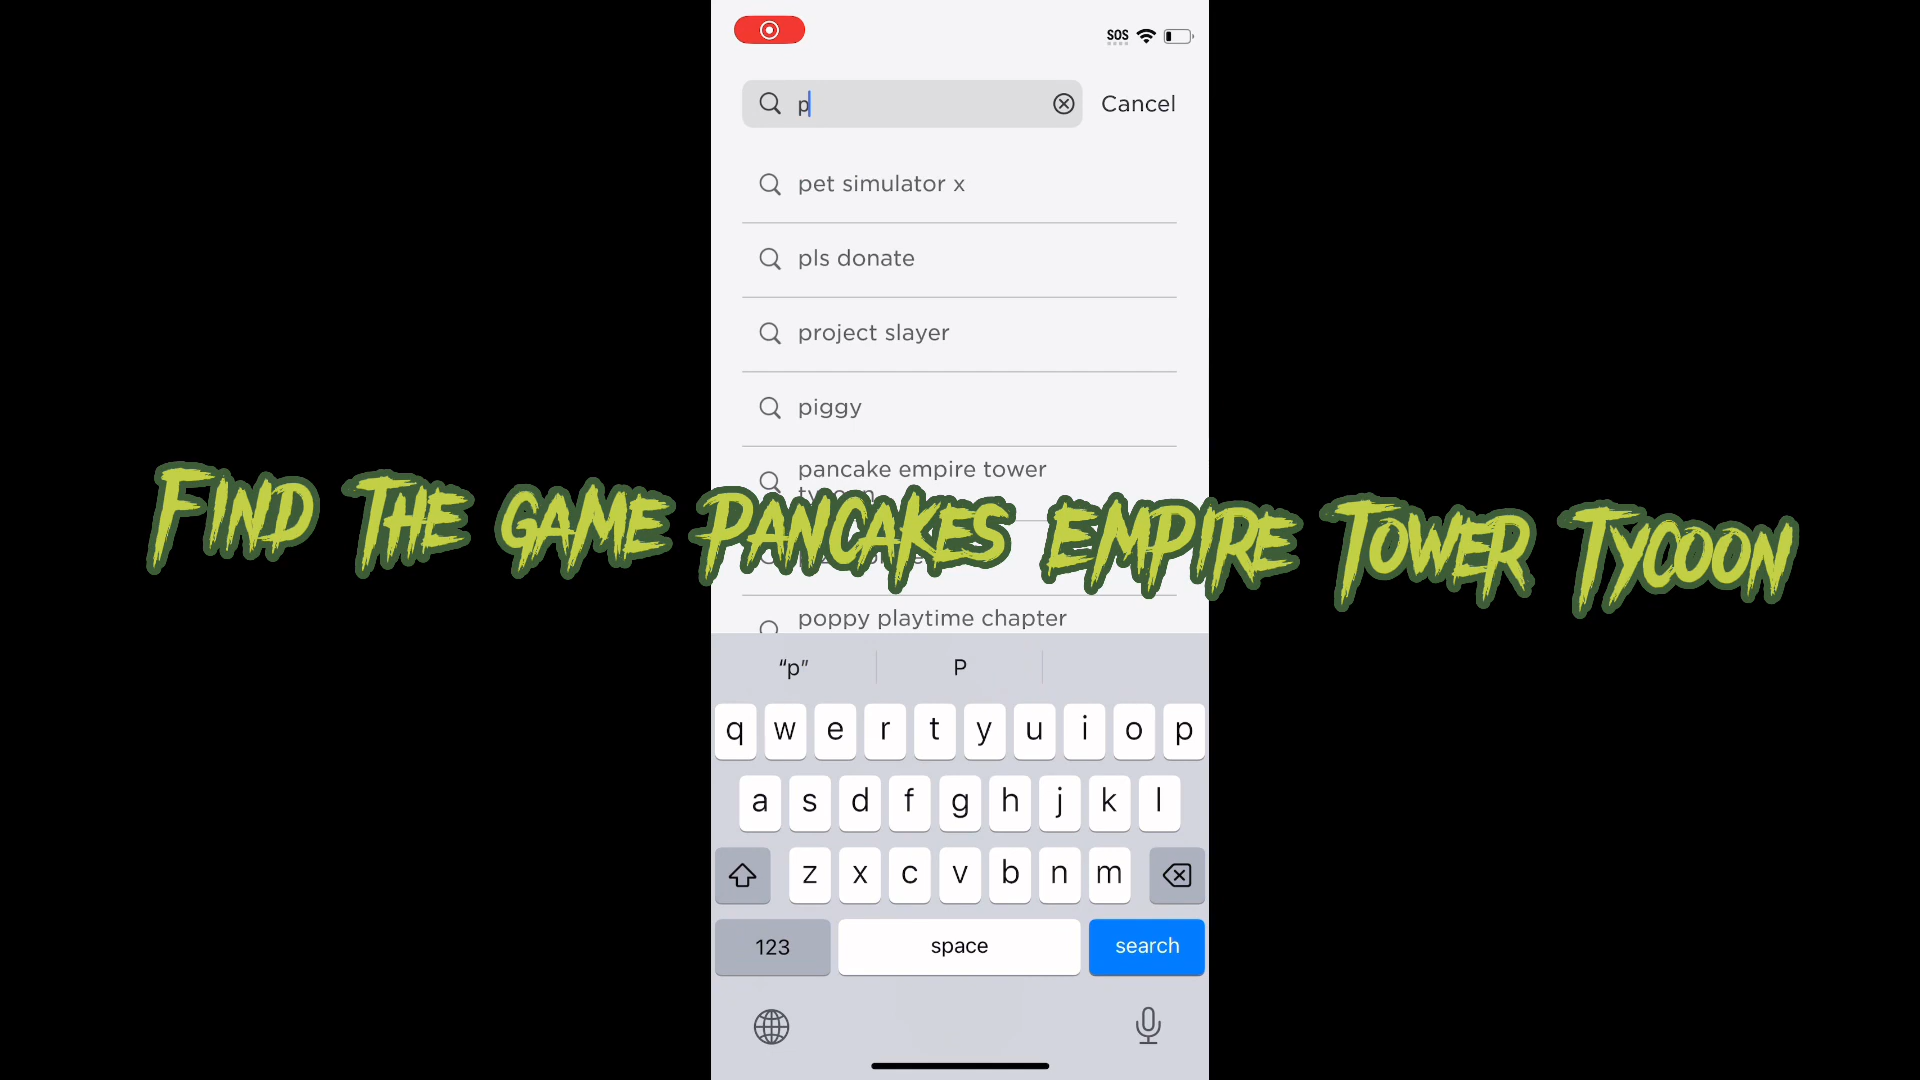 SOS
p
Cancel
pet simulator x
pls donate
project slayer
piggy
pancake empire tower
Find The game Pancakes Empire Tower Tycoon
poppy playtime chapter
“p” P
q w e r t y u i o p
a s d f g h j k l
z x c v b n m
123 space search